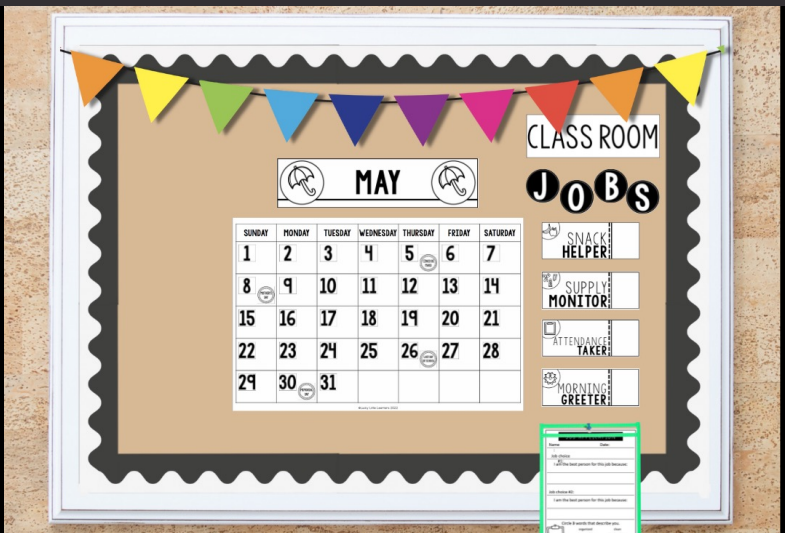 CLASS ROOM
JOBS
MAY
SUNDAY MONDAY TUESDAY WEDNESDAY THURSDAY FRIDAY SATURDAY
1 2 3 4 5 6 7
8 9 10 11 12 13 14
15 16 17 18 19 20 21
22 23 24 25 26 27 28
29 30 31
SNACK
HELPER
SUPPLY
MONITOR
ATTENDANCE
TAKER
MORNING
GREETER
Name: Date:
Job choice
I am the best person for this job because:
Job choice #2:
I am the best person for this job because:
words that describe you.